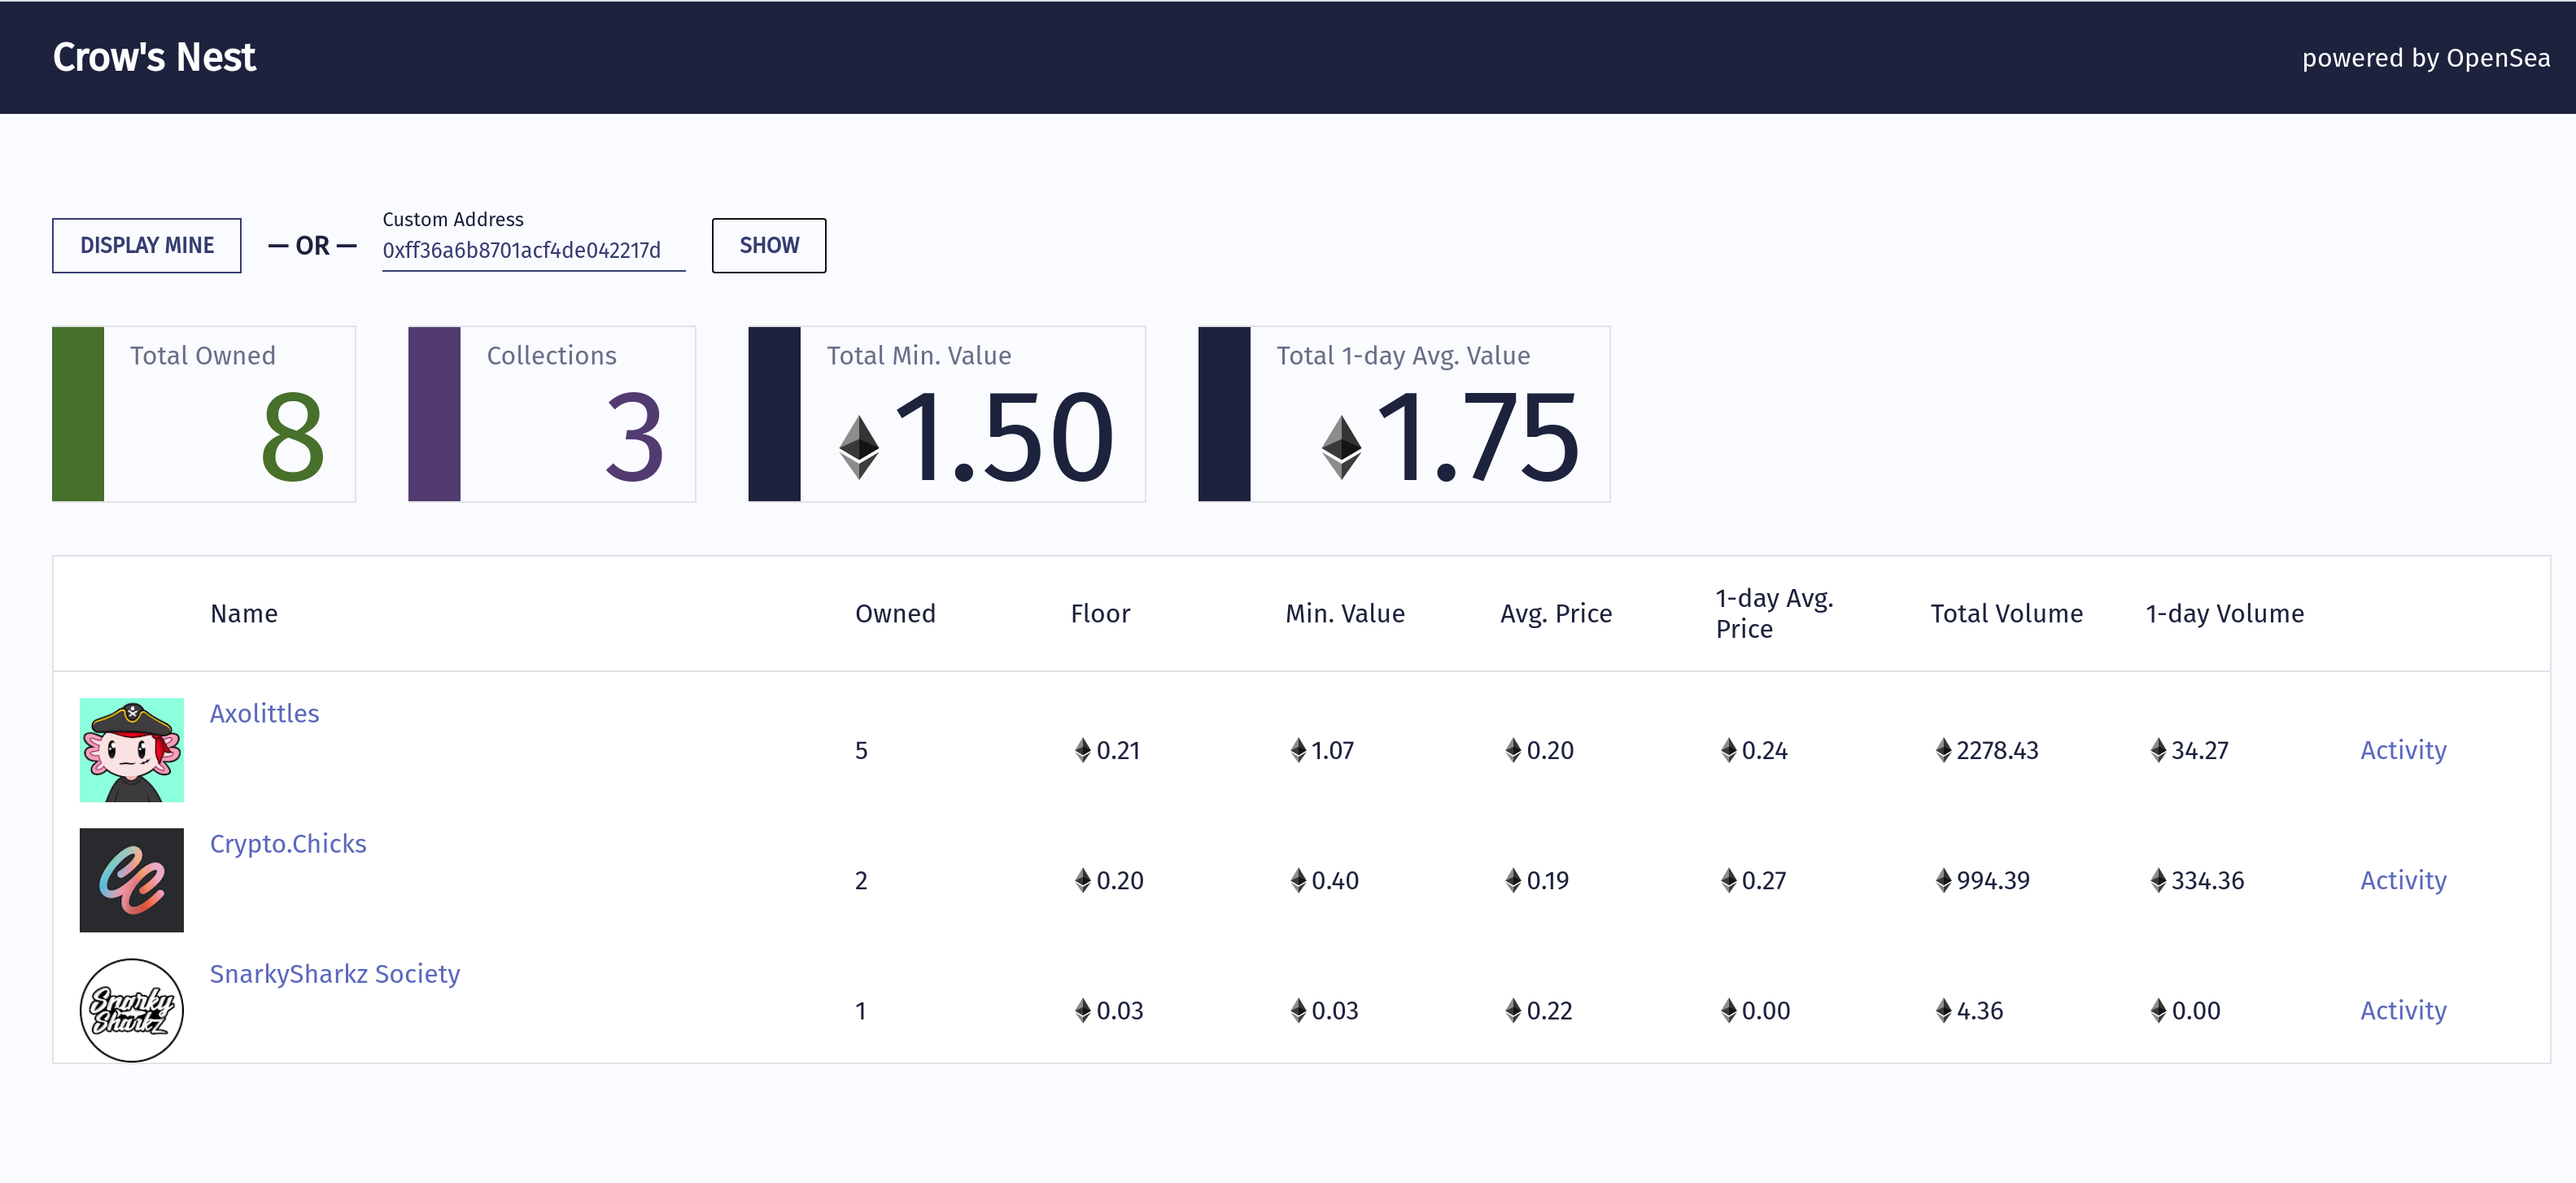 Crow's Nest
powered by OpenSea
DISPLAY MINE
— OR —
Custom Address
0xff36a6b8701acf4de042217d
SHOW
Total Owned
8
Collections
3
Total Min. Value
1.50
Total 1-day Avg. Value
1.75
Name Owned Floor Min. Value Avg. Price 1-day Avg. Price Total Volume 1-day Volume
Axolittles
5 0.21 1.07 0.20 0.24 2278.43 34.27 Activity
Crypto.Chicks
2 0.20 0.40 0.19 0.27 994.39 334.36 Activity
SnarkySharkz Society
Snarky
Sharkz
1 0.03 0.03 0.22 0.00 4.36 0.00 Activity